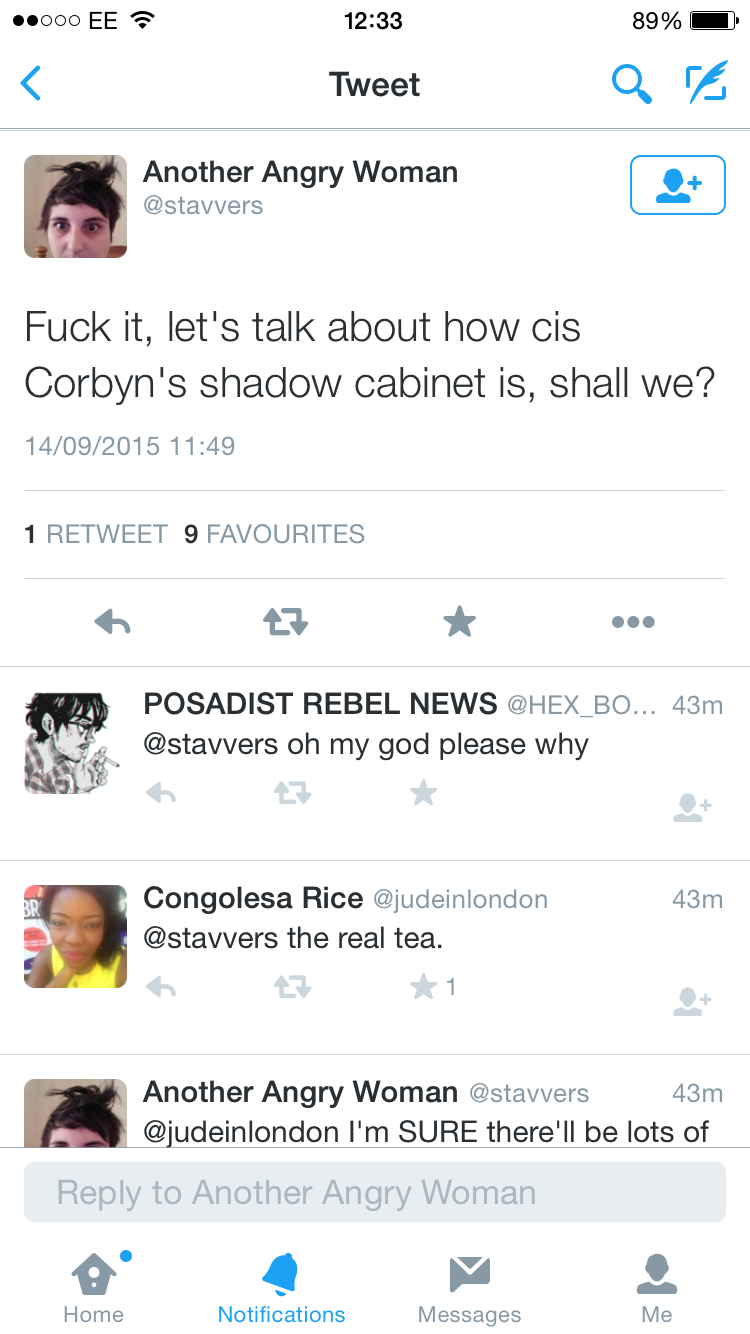 EE 12:33 89%
Tweet
Another Angry Woman
@stavvers
Fuck it, let's talk about how cis
Corbyn's shadow cabinet is, shall we?
14/09/2015 11:49
1 RETWEET 9 FAVOURITES
POSADIST REBEL NEWS @HEX_BO... 43m
@stavvers oh my god please why
BR
Congolesa Rice @judeinlondon 43m
@stavvers the real tea.
1
Another Angry Woman @stavvers 43m
@judeinlondon I'm SURE there'll be lots of
Reply to Another Angry Woman
Home Notifications Messages Me